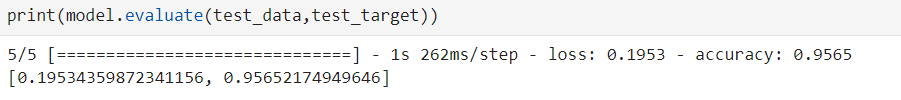 print(model.evaluate(test_data,test_target))
5/5 [==============================] - 1s 262ms/step - loss: 0.1953 - accuracy: 0.9565
[0.19534359872341156, 0.95652174949646]